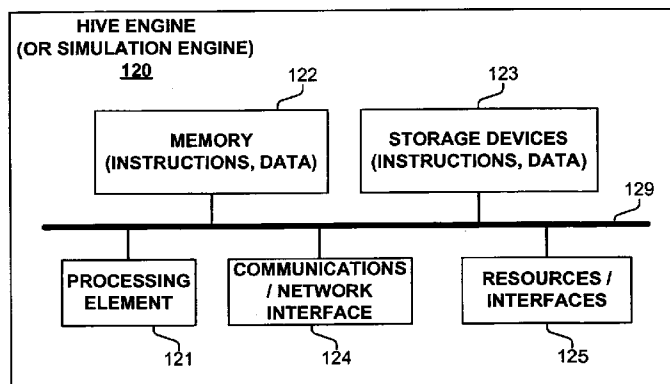 HIVE ENGINE
(OR SIMULATION ENGINE)
120
122
123
MEMORY
(INSTRUCTIONS, DATA)
STORAGE DEVICES
(INSTRUCTIONS, DATA)
129
PROCESSING
ELEMENT
COMMUNICATIONS
/ NETWORK
INTERFACE
RESOURCES /
INTERFACES
121
124
125